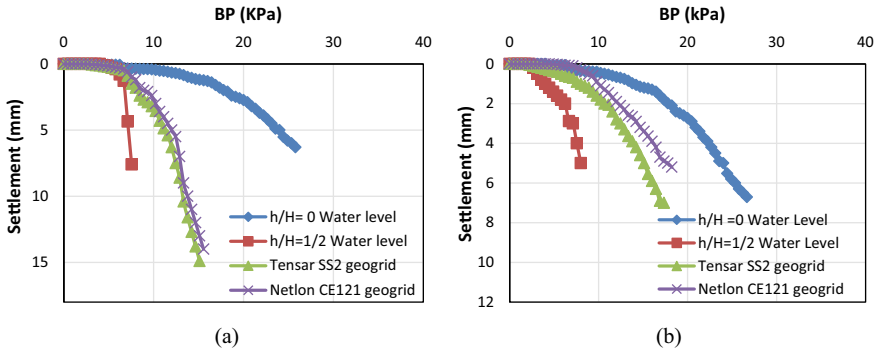 BP (KPa)
0 10 20 30 40
0
5
10
15
Settlement (mm)
h/H= 0 Water level
h/H=1/2 Water level
Tensar SS2 geogrid
Netlon CE121 geogrid
(a)
BP (kPa)
0 10 20 30 40
0
2
4
6
8
10
12
Settlement (mm)
h/H =0 Water Level
h/H=1/2 Water Level
Tensar SS2 geogrid
Netlon CE121 geogrid
(b)